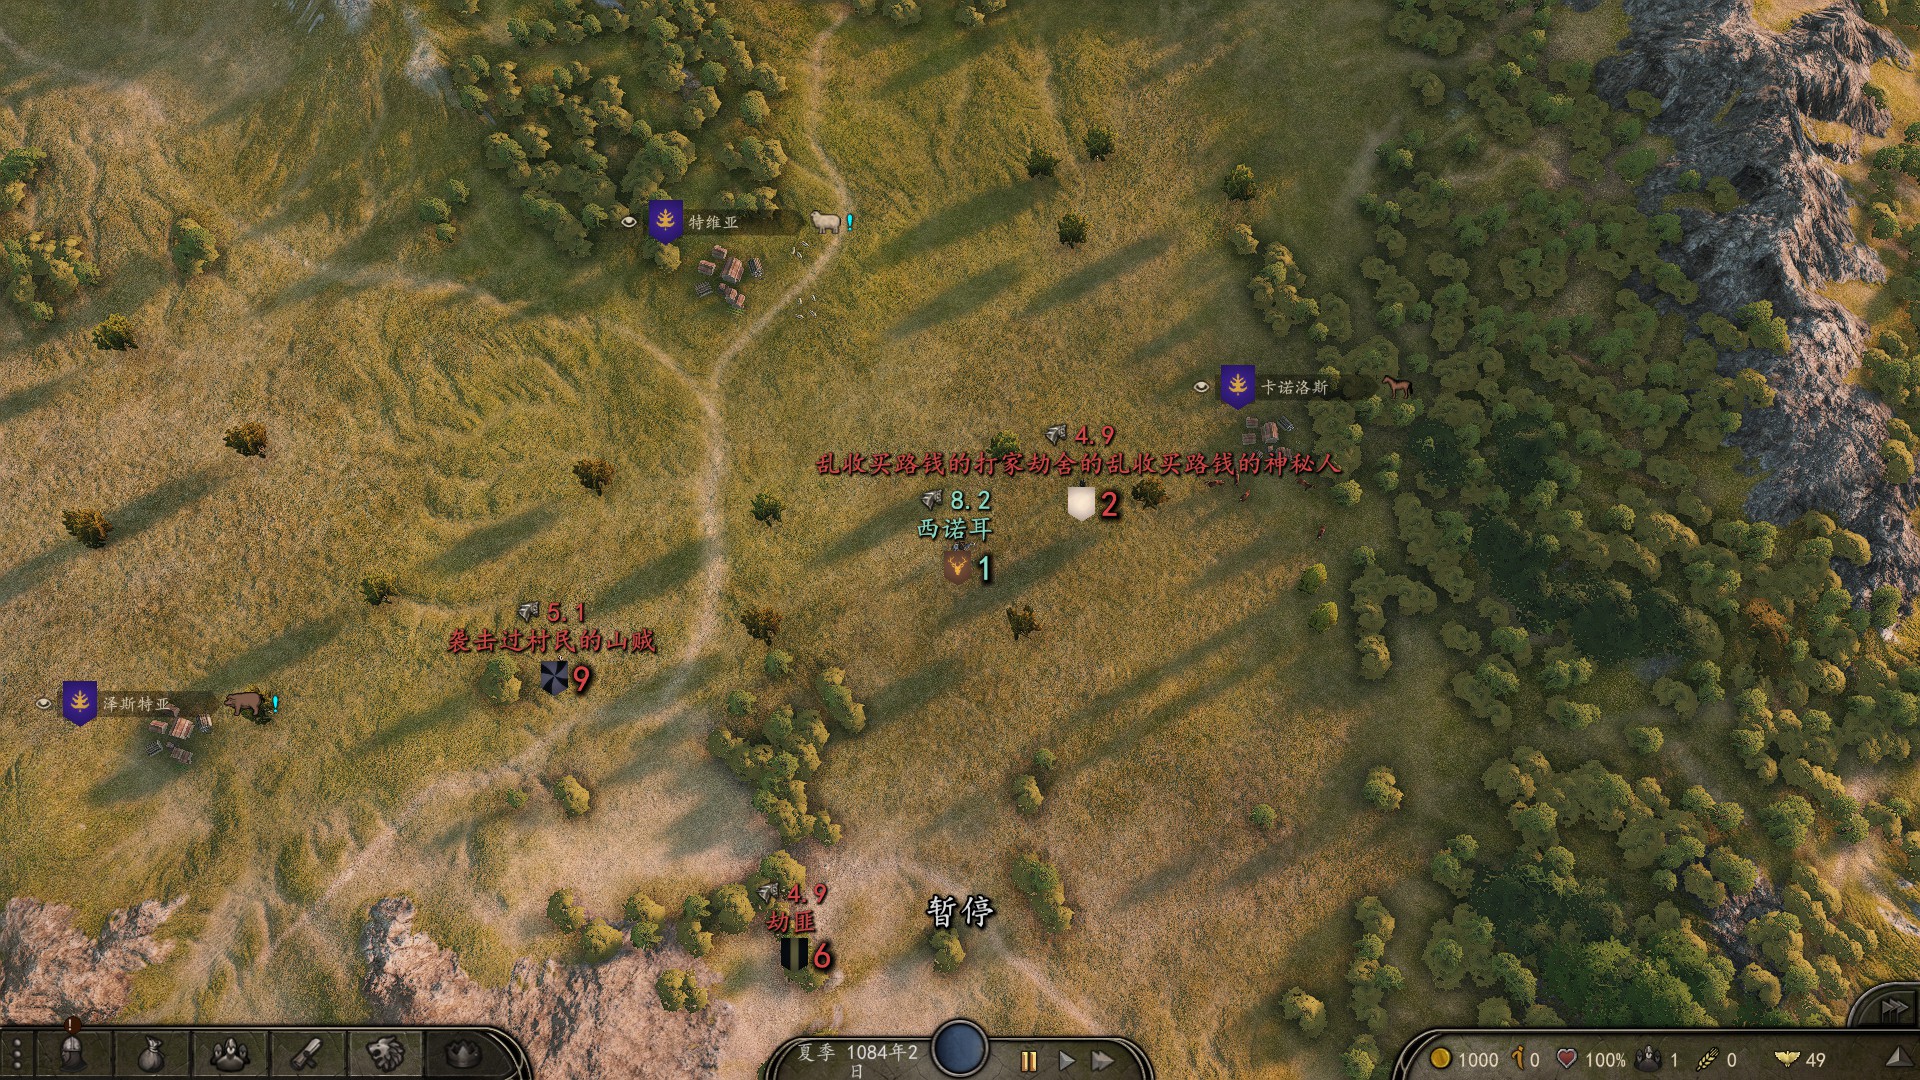 特维亚
!
卡诺洛斯
4.9
乱收买路钱的打家劫舍的乱收买路钱的神秘人
2
8.2
西诺耳
1
5.1
袭击过村民的山贼
9
泽斯特亚
!
4.9
劫匪
6
暂停
!
夏季 1084年2
日
1000 0 100% 1 0 49